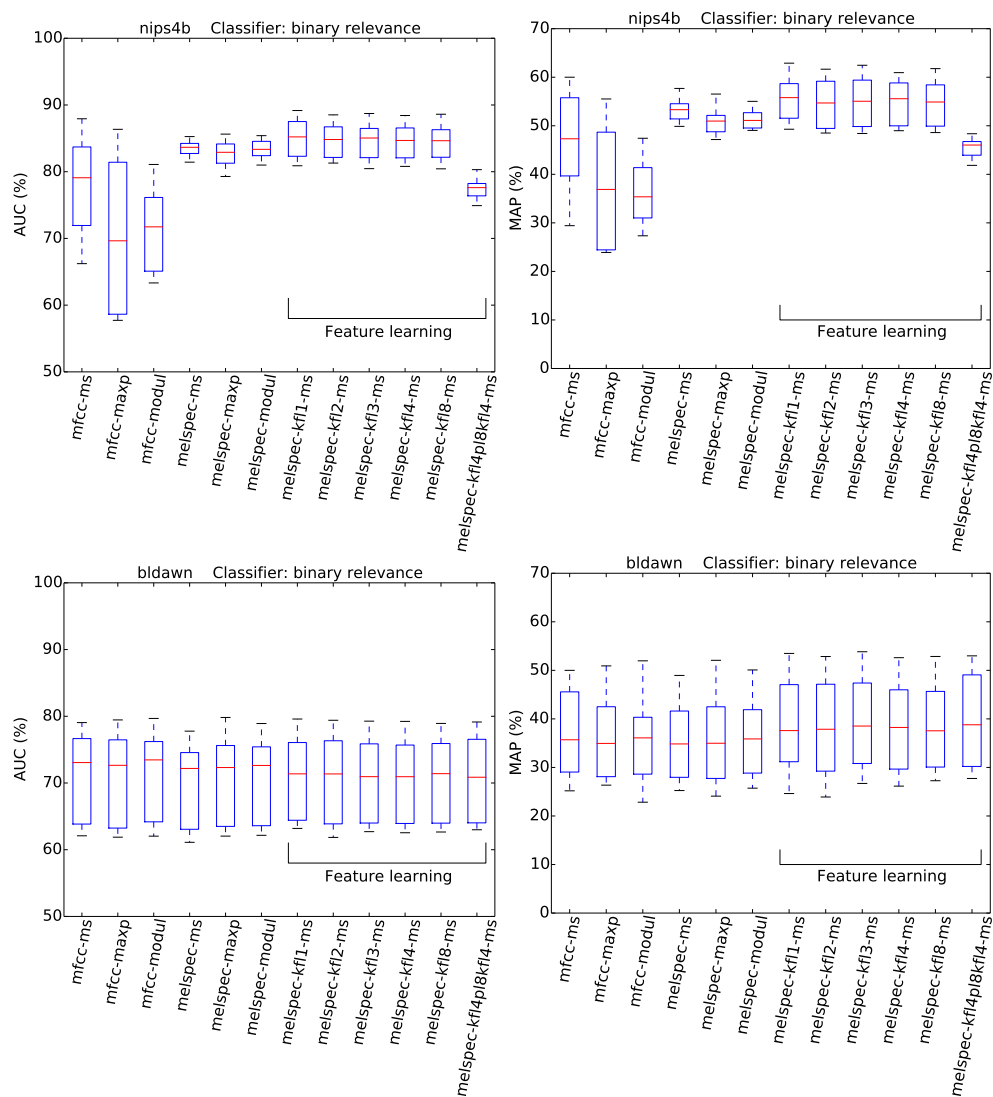 nips4b    Classifier: binary relevance
AUC (%)
100
90
80
70
60
50
Feature learning
mfcc-ms
mfcc-maxp
mfcc-modul
melspec-ms
melspec-maxp
melspec-modul
melspec-kfl1-ms
melspec-kfl2-ms
melspec-kfl3-ms
melspec-kfl4-ms
melspec-kfl8-ms
melspec-kfl4pl8kfl4-ms
nips4b    Classifier: binary relevance
MAP (%)
70
60
50
40
30
20
10
0
Feature learning
mfcc-ms
mfcc-maxp
mfcc-modul
melspec-ms
melspec-maxp
melspec-modul
melspec-kfl1-ms
melspec-kfl2-ms
melspec-kfl3-ms
melspec-kfl4-ms
melspec-kfl8-ms
melspec-kfl4pl8kfl4-ms
bldawn    Classifier: binary relevance
AUC (%)
100
90
80
70
60
50
Feature learning
mfcc-ms
mfcc-maxp
mfcc-modul
melspec-ms
melspec-maxp
melspec-modul
melspec-kfl1-ms
melspec-kfl2-ms
melspec-kfl3-ms
melspec-kfl4-ms
melspec-kfl8-ms
melspec-kfl4pl8kfl4-ms
bldawn    Classifier: binary relevance
MAP (%)
70
60
50
40
30
20
10
0
Feature learning
mfcc-ms
mfcc-maxp
mfcc-modul
melspec-ms
melspec-maxp
melspec-modul
melspec-kfl1-ms
melspec-kfl2-ms
melspec-kfl3-ms
melspec-kfl4-ms
melspec-kfl8-ms
melspec-kfl4pl8kfl4-ms